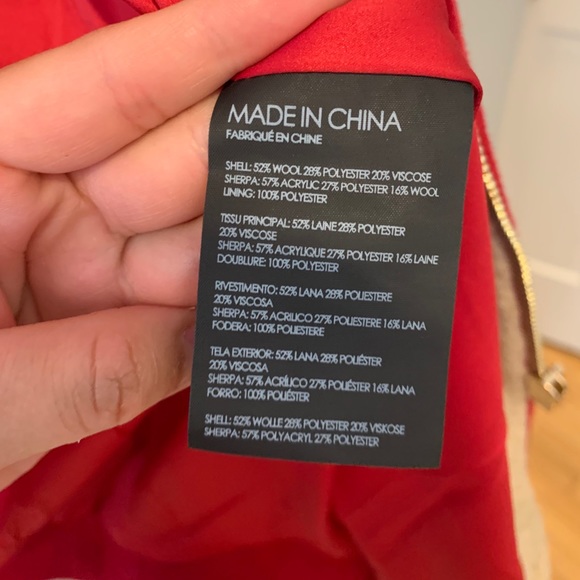 MADE IN CHINA
FABRIQUÉ EN CHINE
SHELL: 52% WOOL 28% POLYESTER 20% VISCOSE
SHERPA: 57% ACRYLIC 27% POLYESTER 16% WOOL
LINING: 100% POLYESTER
TISSU PRINCIPAL: 52% LAINE 28% POLYESTER
20% VISCOSE
SHERPA: 57% ACRYLIQUE 27% POLYESTER 16% LAINE
DOUBLURE: 100% POLYESTER
RIVESTIMENTO: 52% LANA 28% POLIESTERE
20% VISCOSA
SHERPA: 57% ACRILICO 27% POLIESTERE 16% LANA
FODERA: 100% POLIESTERE
TELA EXTERIOR: 52% LANA 28% POLIÉSTER
20% VISCOSA
SHERPA: 57% ACRÍLICO 27% POLIÉSTER 16% LANA
FORRO: 100% POLIÉSTER
SHELL: 52% WOLLE 28% POLYESTER 20% VISKOSE
SHERPA: 57% POLYACRYL 27% POLYESTER